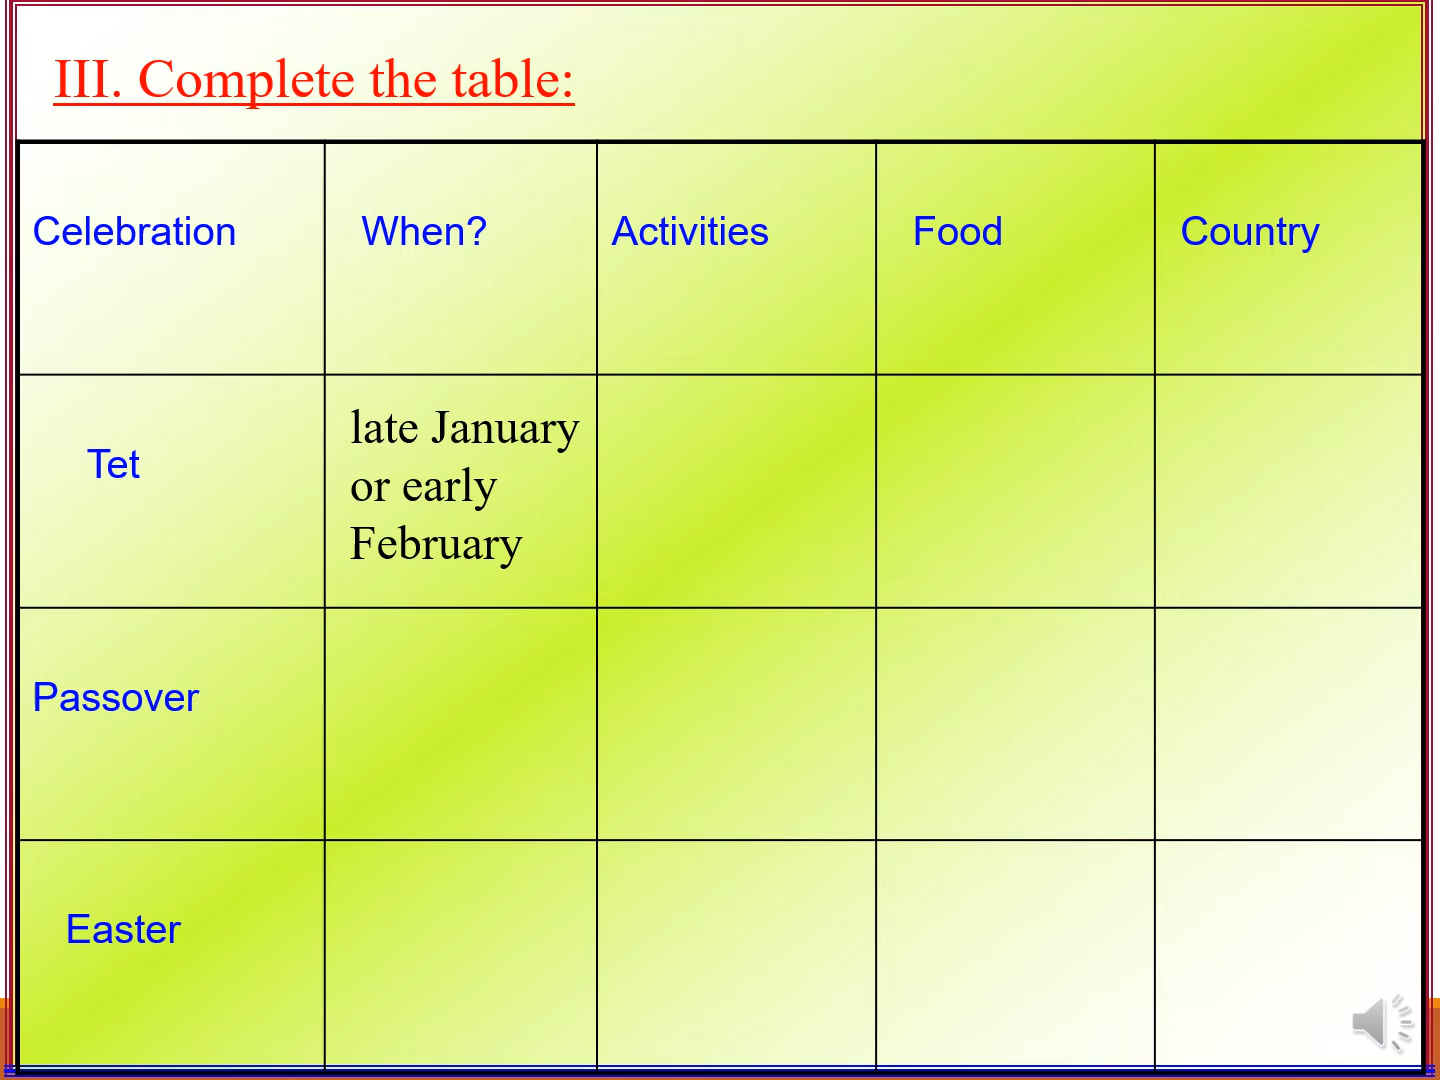 III. Complete the table:
Celebration When? Activities Food Country
Tet
late January
or early
February
Passover
Easter